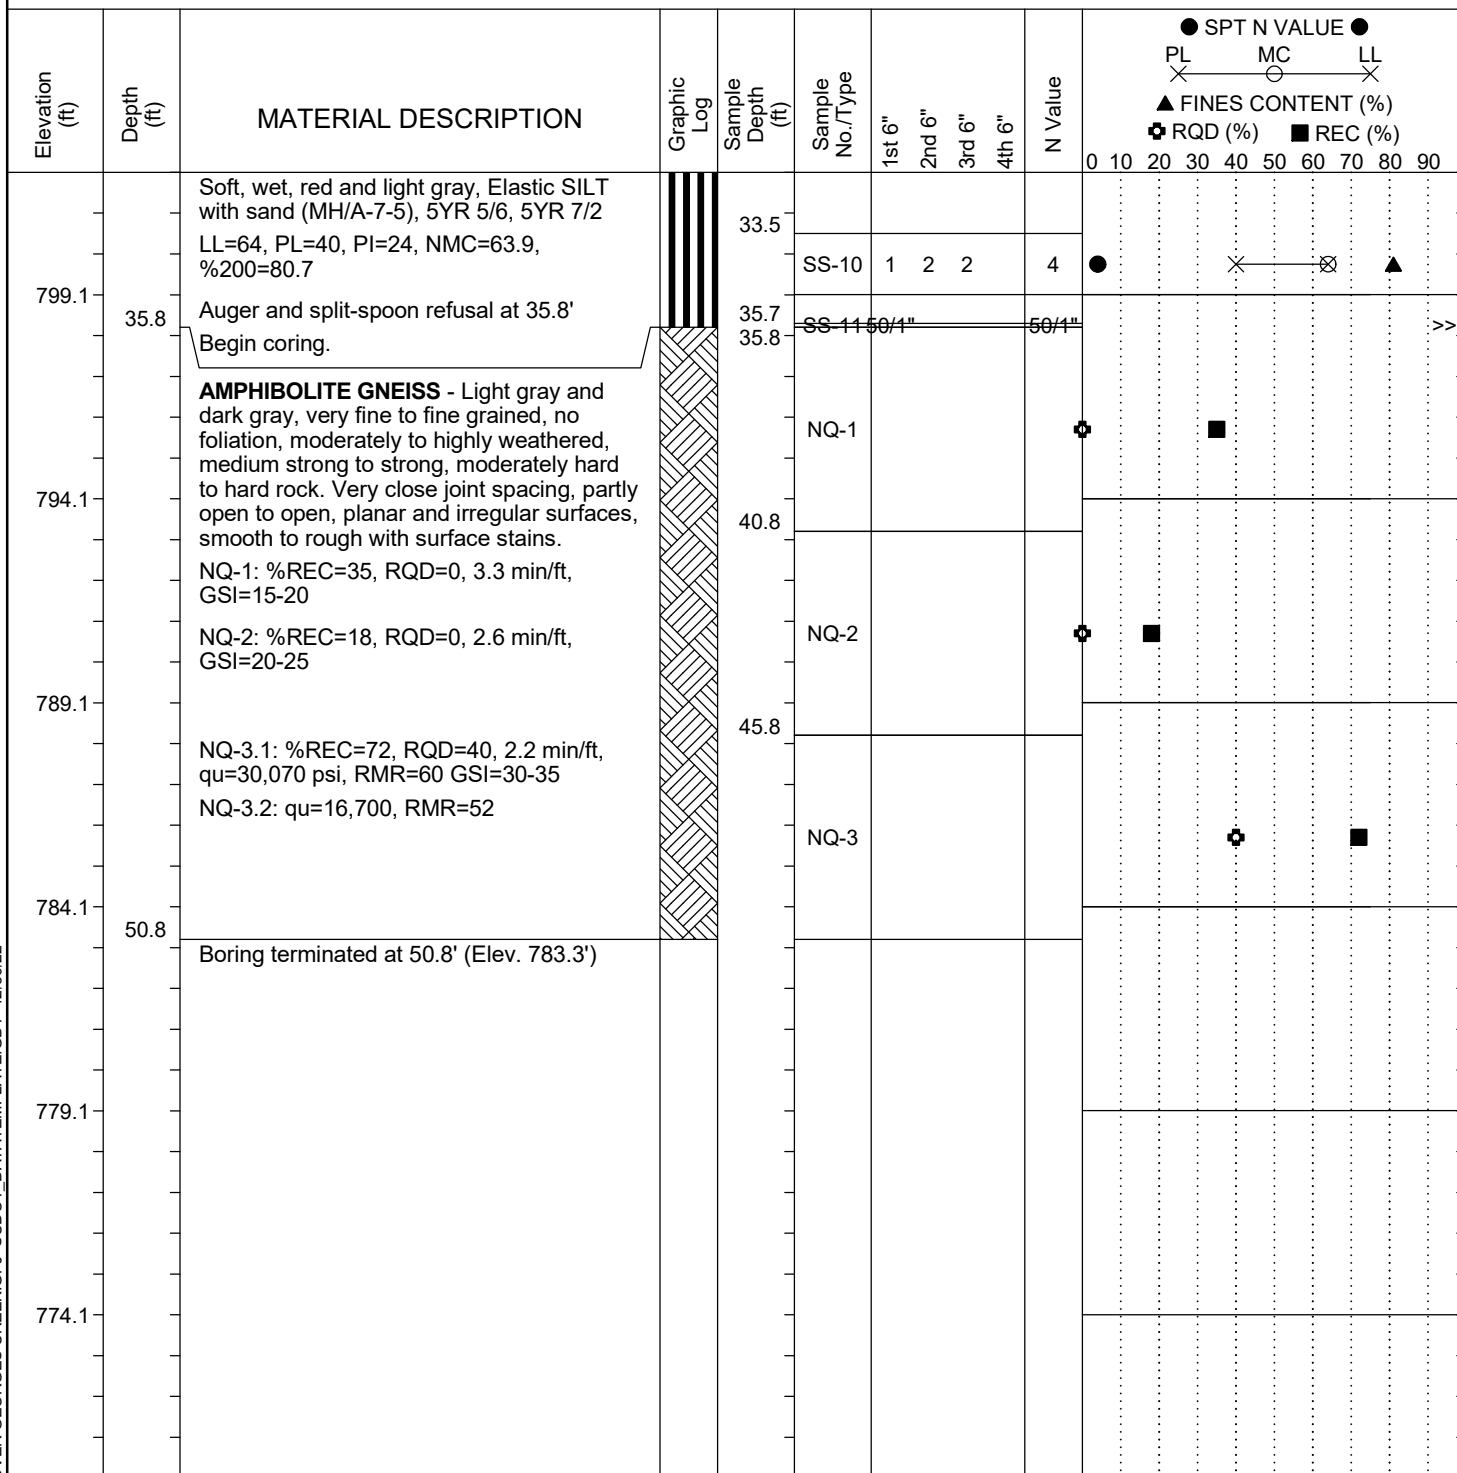 ● SPT N VALUE ●
PL MC LL
▲ FINES CONTENT (%)
RQD (%) ■ REC (%)
0 10 20 30 40 50 60 70 80 90
Elevation (ft)
Depth (ft)
MATERIAL DESCRIPTION
Graphic Log
Sample Depth (ft)
Sample No./Type
1st 6"
2nd 6"
3rd 6"
4th 6"
N Value
Soft, wet, red and light gray, Elastic SILT
with sand (MH/A-7-5), 5YR 5/6, 5YR 7/2
33.5
LL=64, PL=40, PI=24, NMC=63.9,
%200=80.7
SS-10 1 2 2 4
799.1
35.8
Auger and split-spoon refusal at 35.8'
35.7
SS-11 50/1" 50/1" >>
35.8
Begin coring.
AMPHIBOLITE GNEISS - Light gray and
dark gray, very fine to fine grained, no
foliation, moderately to highly weathered,
medium strong to strong, moderately hard
to hard rock. Very close joint spacing, partly
open to open, planar and irregular surfaces,
smooth to rough with surface stains.
NQ-1
794.1
40.8
NQ-1: %REC=35, RQD=0, 3.3 min/ft,
GSI=15-20
NQ-2: %REC=18, RQD=0, 2.6 min/ft,
GSI=20-25
NQ-2
789.1
45.8
NQ-3.1: %REC=72, RQD=40, 2.2 min/ft,
qu=30,070 psi, RMR=60 GSI=30-35
NQ-3.2: qu=16,700, RMR=52
NQ-3
784.1
50.8
Boring terminated at 50.8' (Elev. 783.3')
779.1
774.1